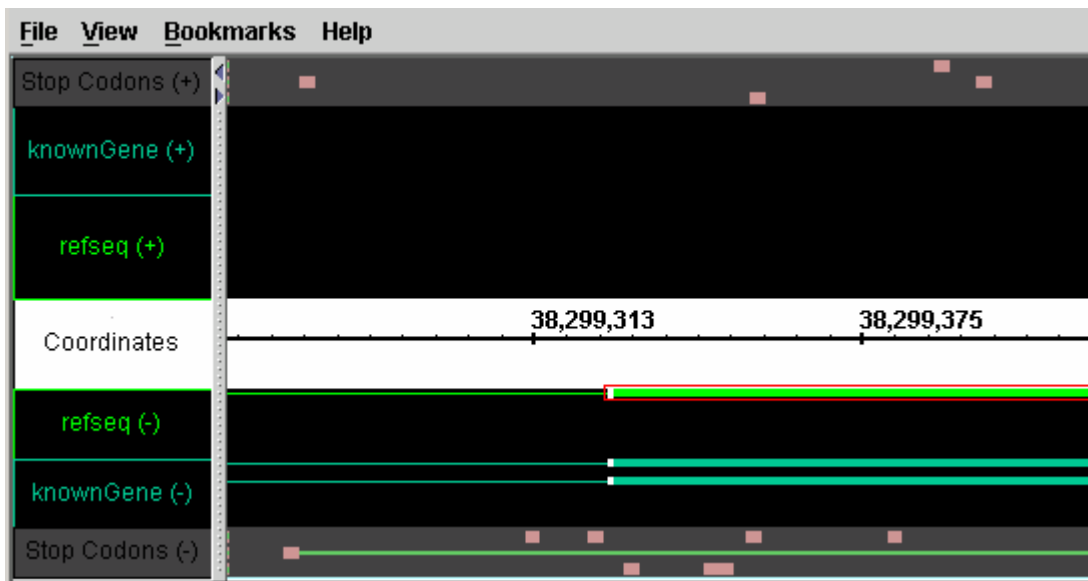 File View Bookmarks Help
Stop Codons (+)
knownGene (+)
refseq (+)
38,299,313 38,299,375
Coordinates
refseq (-)
knownGene (-)
Stop Codons (-)